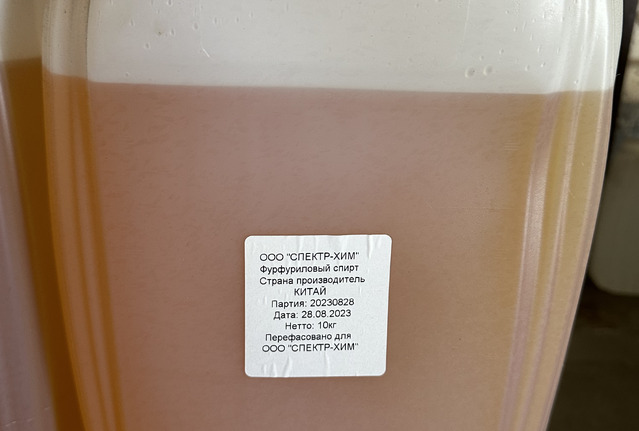 ООО "СПЕКТР-ХИМ"
Фурфуриловый спирт
Страна производитель
КИТАЙ
Партия: 20230828
Дата: 28.08.2023
Нетто: 10кг
Перефасовано для
ООО "СПЕКТР-ХИМ"